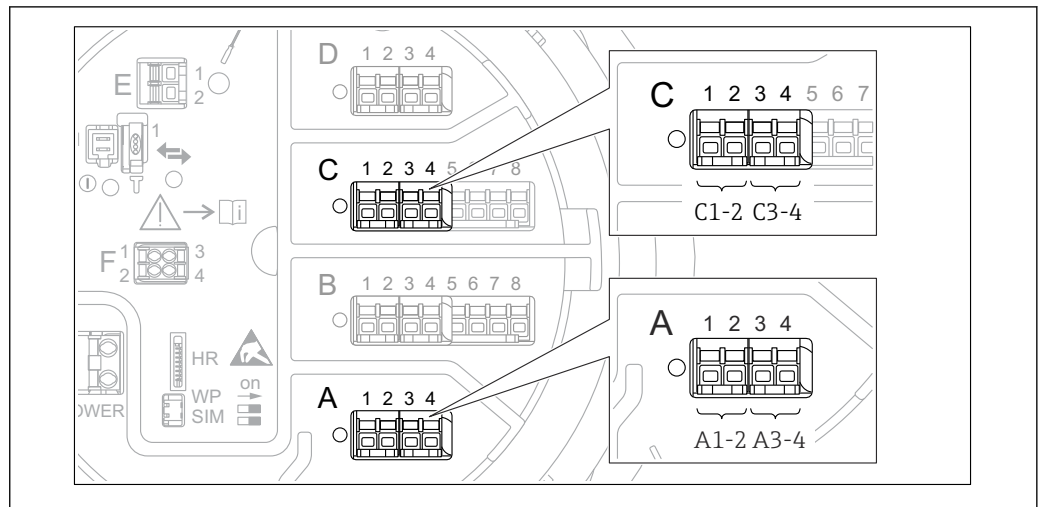 D 1 2 3 4
E 1
2
1
C 1 2 3 4 5 6 7 8
i
F 1 3
2 4
B 1 2 3 4 5 6 7 8
HR
WP on
SIM
OWER
A 1 2 3 4
C 1 2 3 4 5 6 7
C1-2 C3-4
A 1 2 3 4
A1-2 A3-4